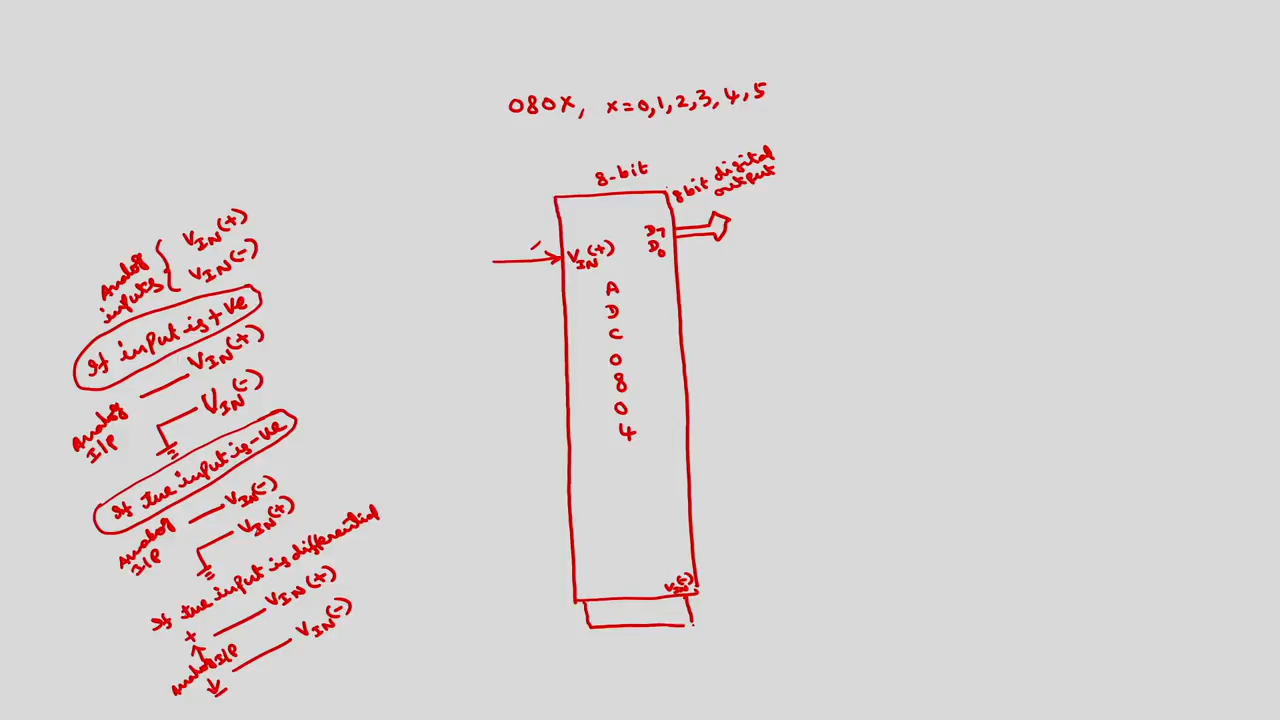 080X, X=0,1,2,3,4,5
8-bit
8bit digital
output
D7
D0
VIN(+)
A
D
C
0
8
0
4
VIN(-)
Analog
inputs
VIN(+)
VIN(-)
If input is +ve
VIN(+)
Analog
I/P
VIN(-)
If the input is -ve
VIN(-)
Analog
I/P
VIN(+)
If the input is differential
+
VIN(+)
Analog I/P
VIN(-)